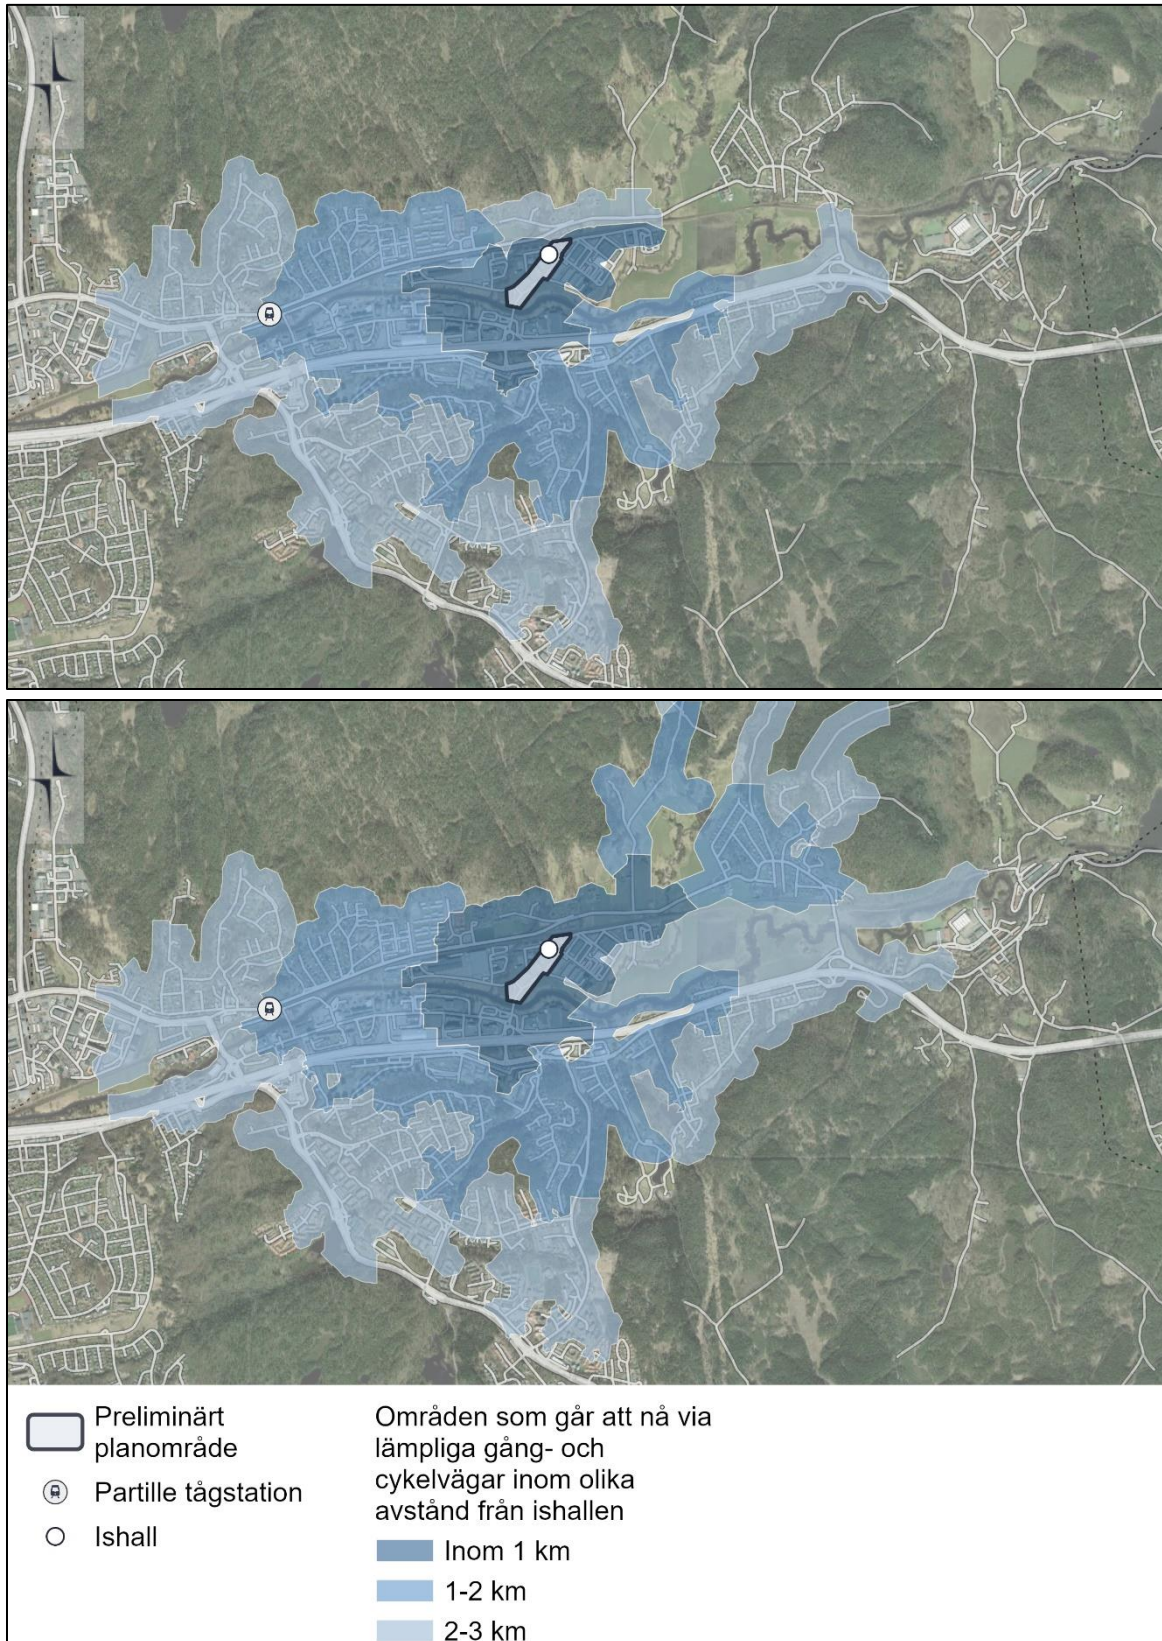 Preliminärt
planområde
Partille tågstation
Ishall
Områden som går att nå via
lämpliga gång- och
cykelvägar inom olika
avstånd från ishallen
Inom 1 km
1-2 km
2-3 km